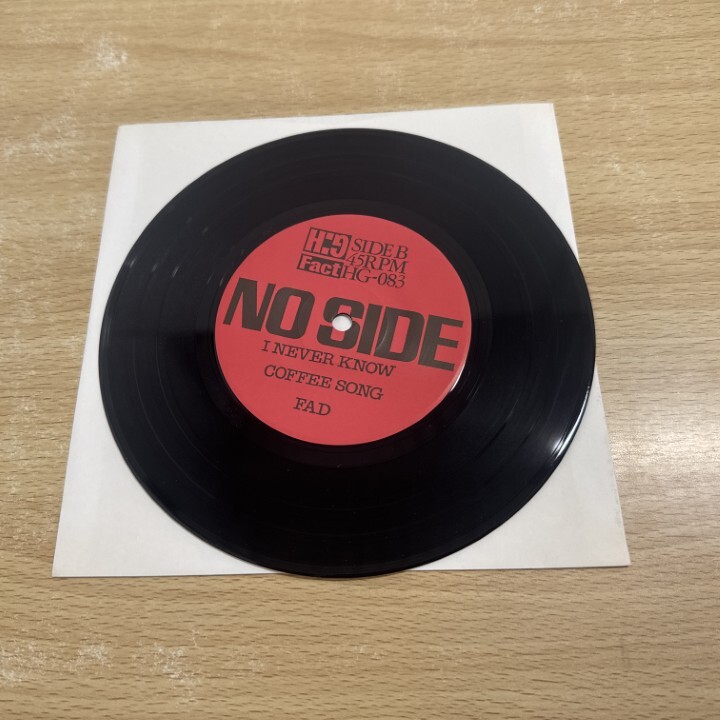 H:G
Fact
SIDE B
45RPM
HG-083
NO SIDE
I NEVER KNOW
COFFEE SONG
FAD